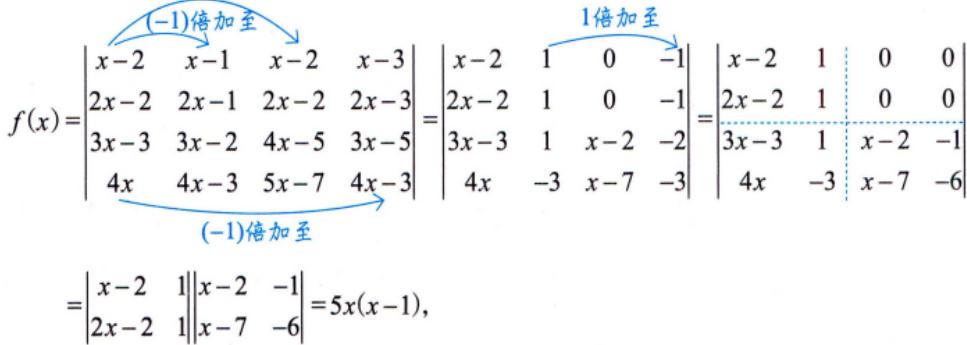 (-1)倍加至 1倍加至
f(x)=|x-2 x-1 x-2 x-3| |x-2 1 0 -1| |x-2 1 0 0|
|2x-2 2x-1 2x-2 2x-3| |2x-2 1 0 -1| |2x-2 1 0 0|
|3x-3 3x-2 4x-5 3x-5|=|3x-3 1 x-2 -2|=|3x-3 1 x-2 -1|
|4x 4x-3 5x-7 4x-3| |4x -3 x-7 -3| |4x -3 x-7 -6|
(-1)倍加至
=|x-2 1||x-2 -1|=5x(x-1),
|2x-2 1||x-7 -6|